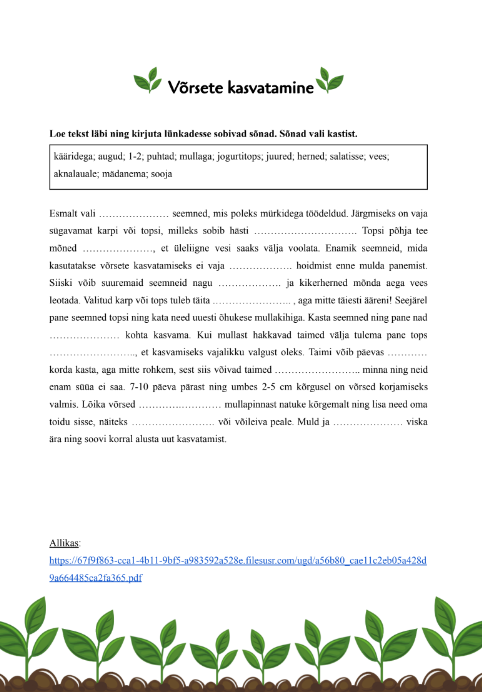 Võrsete kasvatamine
Loe tekst läbi ning kirjuta lünkadesse sobivad sõnad. Sõnad vali kastist.
kääridega; augud; 1-2; puhtad; mullaga; jogurtitops; juured; herned; salatisse; vees;
aknalauale; mädanema; sooja
Esmalt vali ………………… seemned, mis poleks mürkidega töödeldud. Järgmiseks on vaja
sügavamat karpi või topsi, milleks sobib hästi …………………………. Topsi põhja tee
mõned …………………, et üleliigne vesi saaks välja voolata. Enamik seemneid, mida
kasutatakse võrsete kasvatamiseks ei vaja ………………. hoidmist enne mulda panemist.
Siiski võib suuremaid seemneid nagu ………………. ja kikerherned mõnda aega vees
leotada. Valitud karp või tops tuleb täita ………………….. , aga mitte täiesti ääreni! Seejärel
pane seemned topsi ning kata need uuesti õhukese mullakihiga. Kasta seemned ning pane nad
………………… kohta kasvama. Kui mullast hakkavad taimed välja tulema pane tops
…………………….., et kasvamiseks vajalikku valgust oleks. Taimi võib päevas …………
korda kasta, aga mitte rohkem, sest siis võivad taimed …………………….. minna ning neid
enam süüa ei saa. 7-10 päeva pärast ning umbes 2-5 cm kõrgusel on võrsed korjamiseks
valmis. Lõika võrsed ……………………. mullapinnast natuke kõrgemalt ning lisa need oma
toidu sisse, näiteks ……………………. või võileiva peale. Muld ja ………………… viska
ära ning soovi korral alusta uut kasvatamist.
Allikas:
https://67f9f863-cca1-4b11-9bf5-a983592a528e.filesusr.com/ugd/a56b80_cae11c2eb05a428d
9a664485ca2fa365.pdf